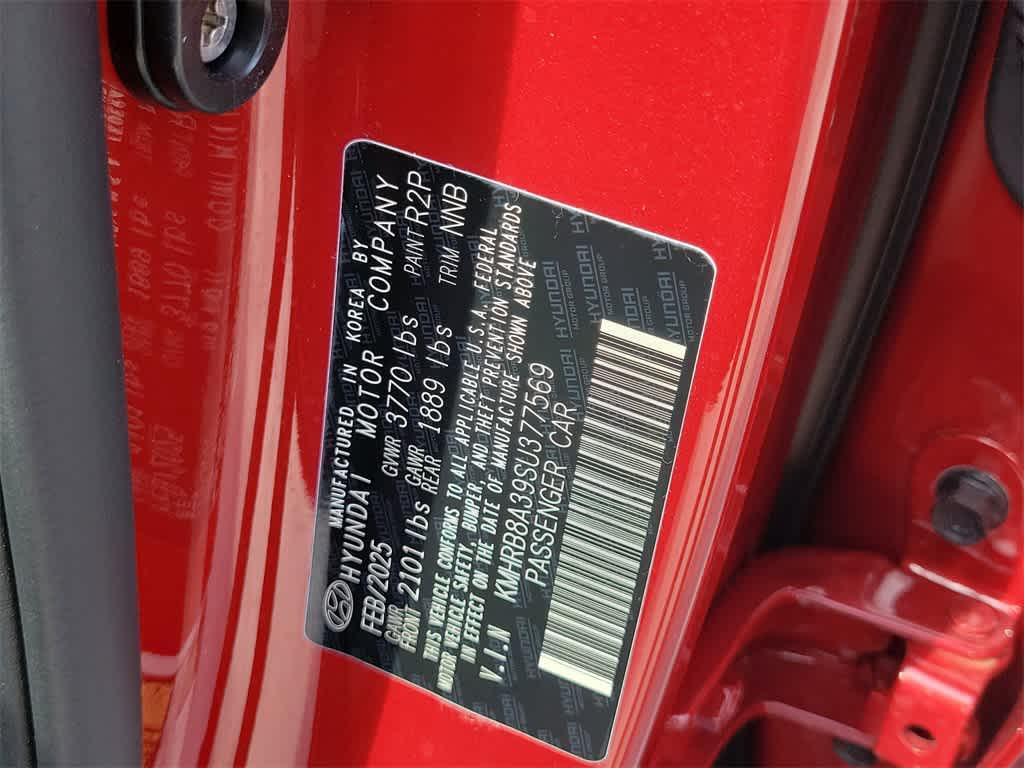 MANUFACTURED IN KOREA BY
HYUNDAI MOTOR COMPANY
FEB/2025 GVWR 3770 lbs PAINT R2P
GAWR FRONT 2101 lbs GAWR REAR 1889 lbs TRIM NNB
THIS VEHICLE CONFORMS TO ALL APPLICABLE U.S.A. FEDERAL
MOTOR VEHICLE SAFETY, BUMPER, AND THEFT PREVENTION STANDARDS
IN EFFECT ON THE DATE OF MANUFACTURE SHOWN ABOVE
V.I.N KMHRB8A39SU377569
PASSENGER CAR
HYUNDAI
MOTOR GROUP